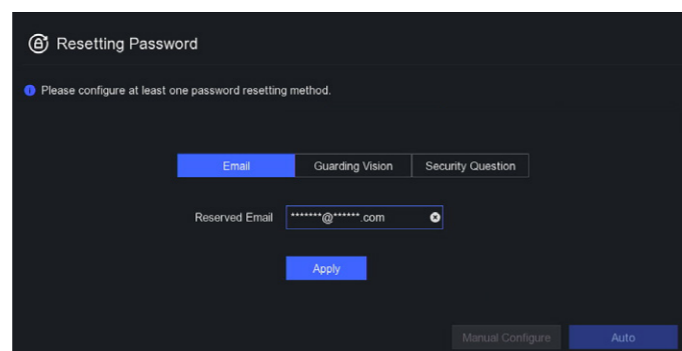 Resetting Password
Please configure at least one password resetting method.
Email Guarding Vision Security Question
Reserved Email *******@******.com
Apply
Manual Configure Auto